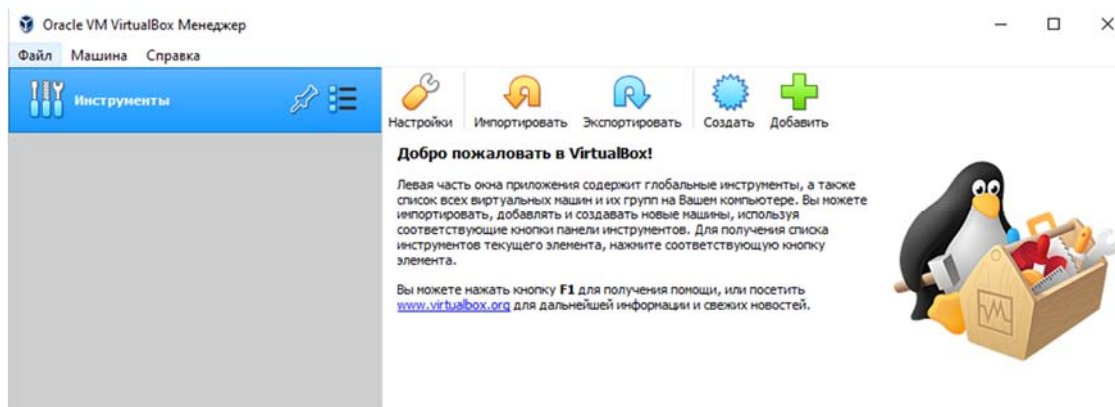 Oracle VM VirtualBox Менеджер
Файл Машина Справка
Инструменты
Настройки Импортировать Экспортировать Создать Добавить
Добро пожаловать в VirtualBox!
Левая часть окна приложения содержит глобальные инструменты, а также
список всех виртуальных машин и их групп на Вашем компьютере. Вы можете
импортировать, добавлять и создавать новые машины, используя
соответствующие кнопки панели инструментов. Для получения списка
инструментов текущего элемента, нажмите соответствующую кнопку
элемента.
Вы можете нажать кнопку F1 для получения помощи, или посетить
www.virtualbox.org для дальнейшей информации и свежих новостей.